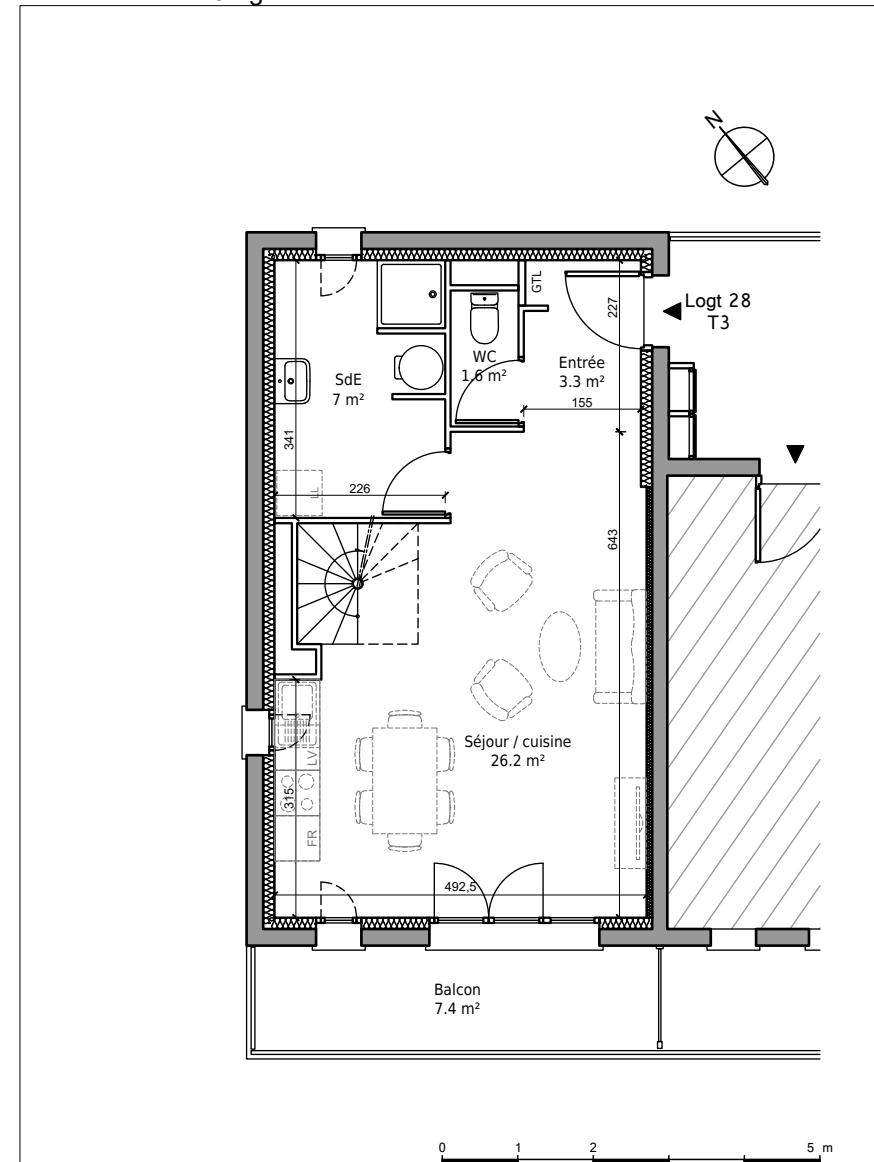 N
Logt 28
T3
GTL
227
WC
1.6 m²
Entrée
3.3 m²
SdE
7 m²
155
341
226
LL
643
Séjour / cuisine
26.2 m²
LV
315
FR
492,5
Balcon
7.4 m²
0 1 2 5 m